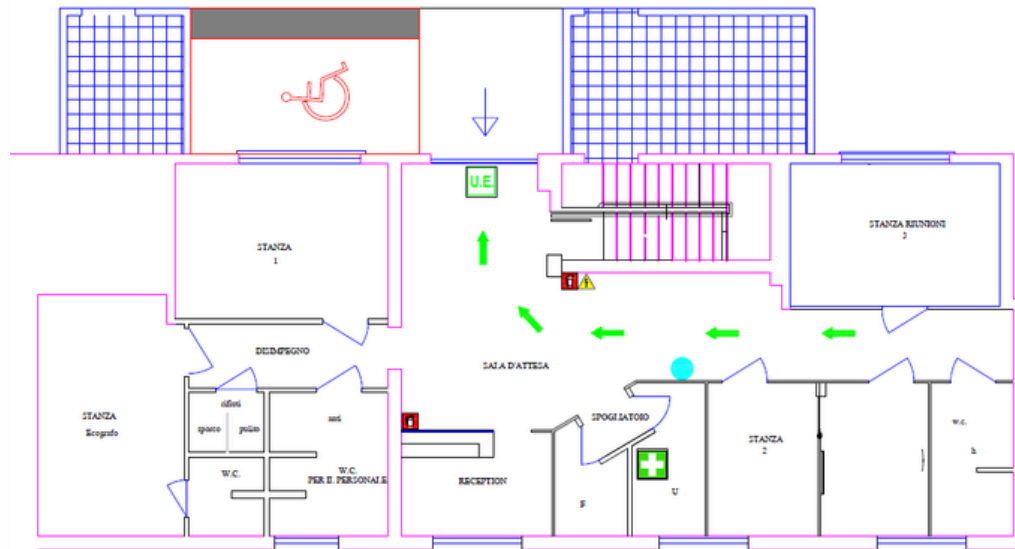 U.E.
STANZA
1
STANZA RIUNIONI
3
DISIMPEGNO
SALA D'ATTESA
STANZA
Ecografo
rifiuti
sporco
pulito
anti
SPOGLIATOIO
W.C.
W.C.
PER IL PERSONALE
RECEPTION
STANZA
2
w.c.
h
U